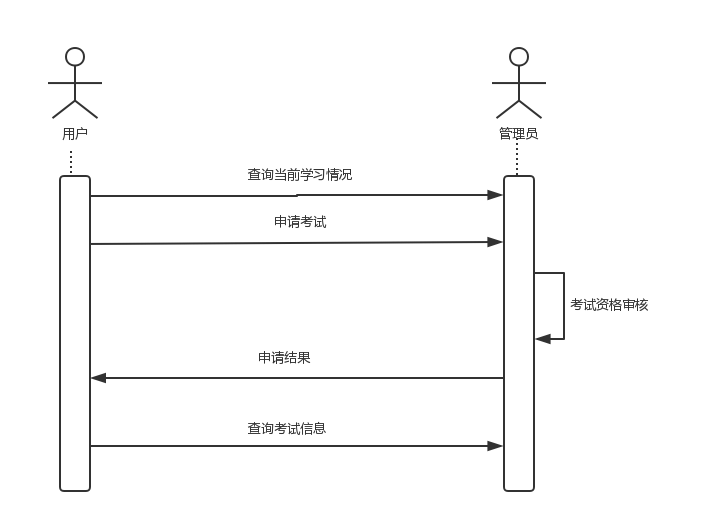 用户
管理员
查询当前学习情况
申请考试
考试资格审核
申请结果
查询考试信息